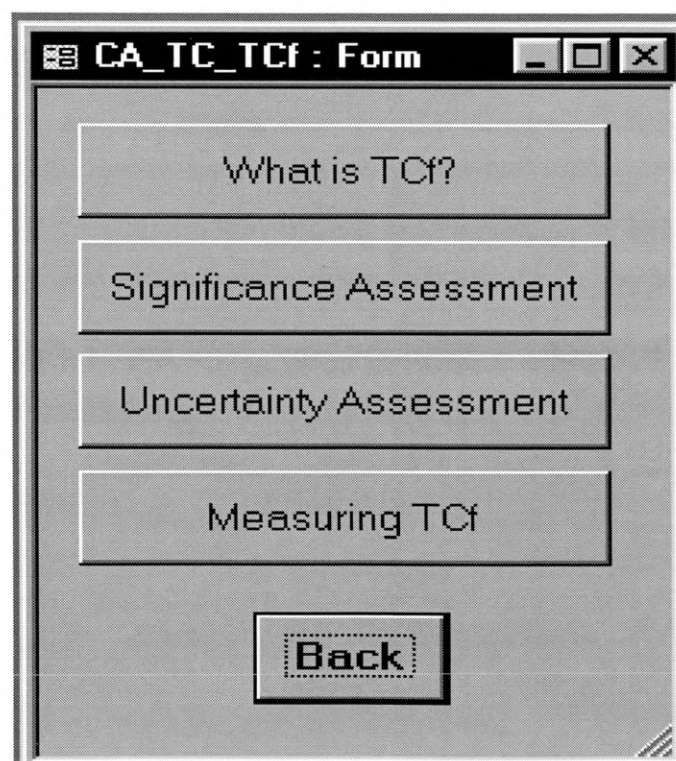 CA_TC_TCf : Form
What is TCf?
Significance Assessment
Uncertainty Assessment
Measuring TCf
Back